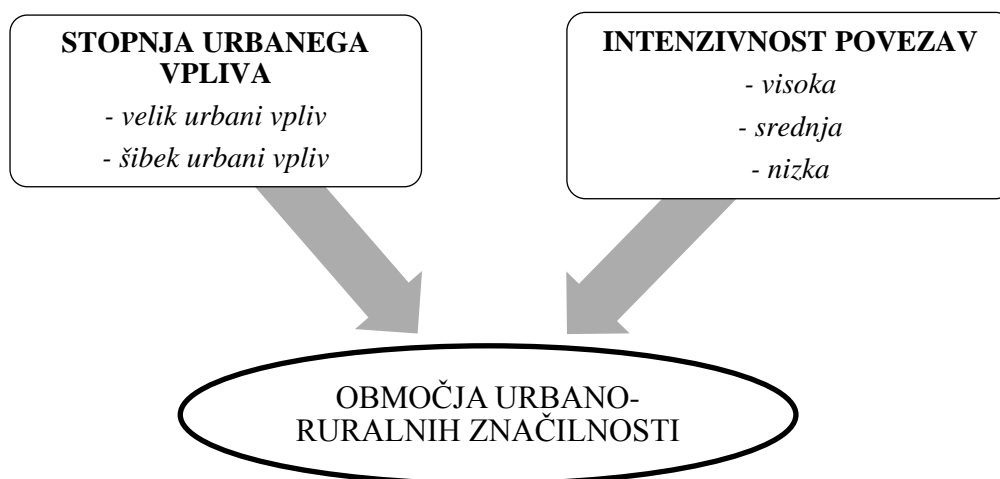 STOPNJA URBANEGA
VPLIVA
- velik urbani vpliv
- šibek urbani vpliv
INTENZIVNOST POVEZAV
- visoka
- srednja
- nizka
OBMOČJA URBANO-
RURALNIH ZNAČILNOSTI